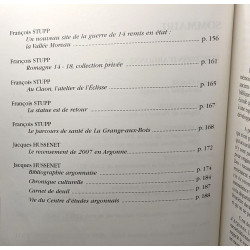 François STUPP
Un nouveau site de la guerre de 14 remis en état :
la Vallée Moreau p. 156
François STUPP
Romagne 14 - 18, collection privée p. 161
François STUPP
Au Claon, l'atelier de l'Éclisse p. 165
François STUPP
La statue est de retour p. 167
François STUPP
Le parcours de santé de La Grange-aux-Bois p. 168
Jacques HUSSENET
Le recensement de 2007 en Argonne p. 172
Jacques HUSSENET
Bibliographie argonnaise p. 174
Chronique culturelle p. 184
Carnet de deuil p. 187
Vie du Centre d'études argonnais p. 188